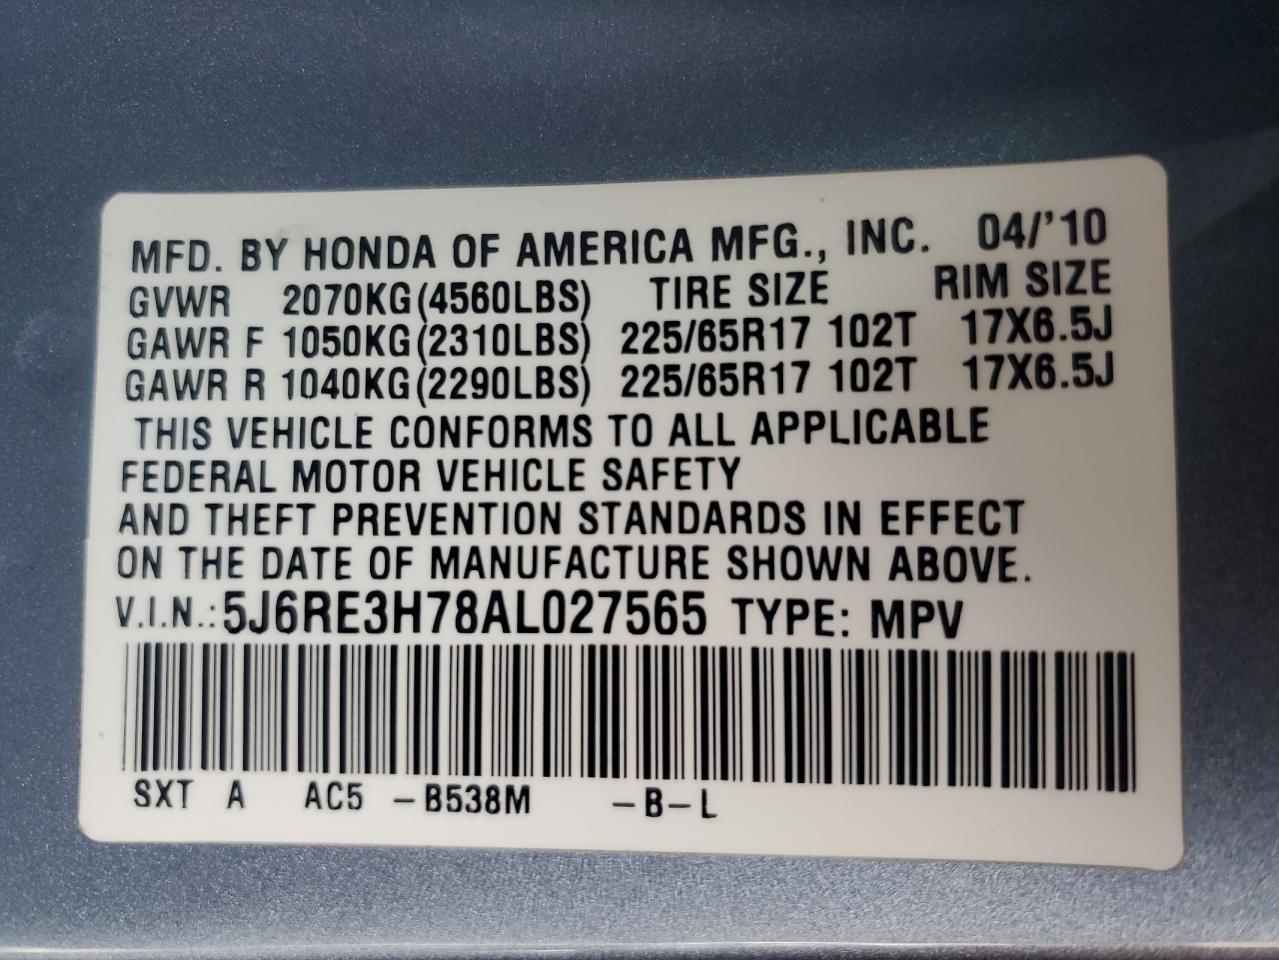 MFD. BY HONDA OF AMERICA MFG., INC. 04/'10
GVWR 2070KG(4560LBS) TIRE SIZE RIM SIZE
GAWR F 1050KG(2310LBS) 225/65R17 102T 17X6.5J
GAWR R 1040KG(2290LBS) 225/65R17 102T 17X6.5J
THIS VEHICLE CONFORMS TO ALL APPLICABLE
FEDERAL MOTOR VEHICLE SAFETY
AND THEFT PREVENTION STANDARDS IN EFFECT
ON THE DATE OF MANUFACTURE SHOWN ABOVE.
V.I.N.:5J6RE3H78AL027565 TYPE: MPV
SXT A AC5 -B538M -B-L